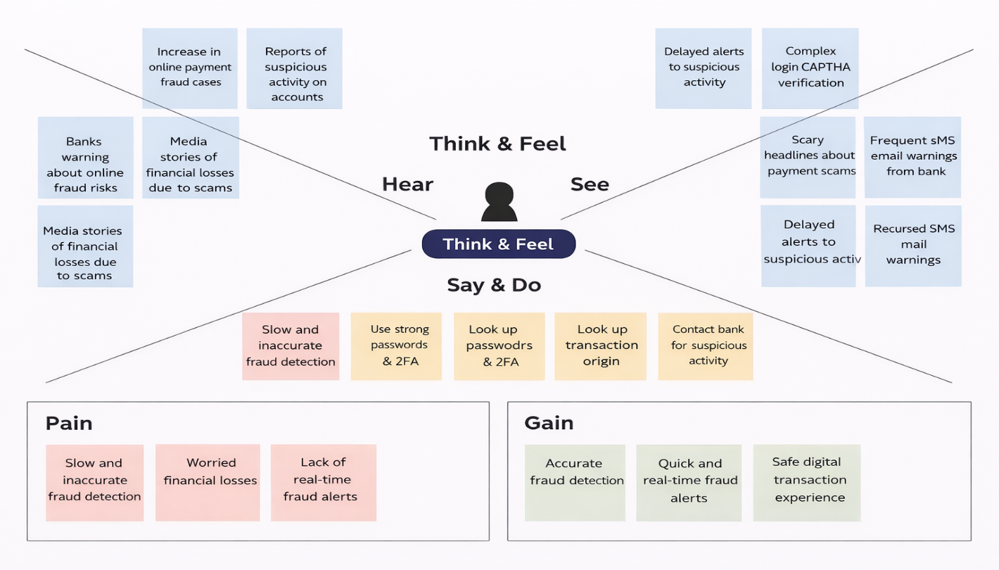 Increase in
online payment
fraud cases
Reports of
suspicious
activity on
accounts
Delayed alerts
to suspicious
activity
Complex
login CAPTHA
verification
Banks
warning
about online
fraud risks
Media
stories of
financial losses
due to scams
Think & Feel
Scary
headlines about
payment scams
Frequent sMS
email warnings
from bank
Hear
See
Media stories
of financial
losses due
to scams
Think & Feel
Delayed
alerts to
suspicious activ
Recursed SMS
mail
warnings
Say & Do
Slow and
inaccurate
fraud detection
Use strong
passwords
& 2FA
Look up
passwodrs
& 2FA
Look up
transaction
origin
Contact bank
for suspicious
activity
Pain
Slow and
inaccurate
fraud detection
Worried
financial losses
Lack of
real-time
fraud alerts
Gain
Accurate
fraud detection
Quick and
real-time fraud
alerts
Safe digital
transaction
experience